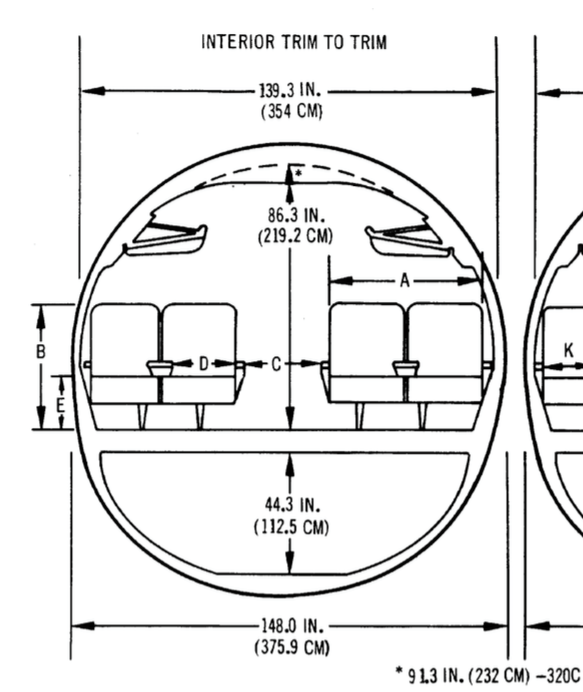 INTERIOR TRIM TO TRIM
139.3 IN.
(354 CM)
*
86.3 IN.
(219.2 CM)
A
B
D
C
K
E
44.3 IN.
(112.5 CM)
148.0 IN.
(375.9 CM)
* 91.3 IN. (232 CM) –320C